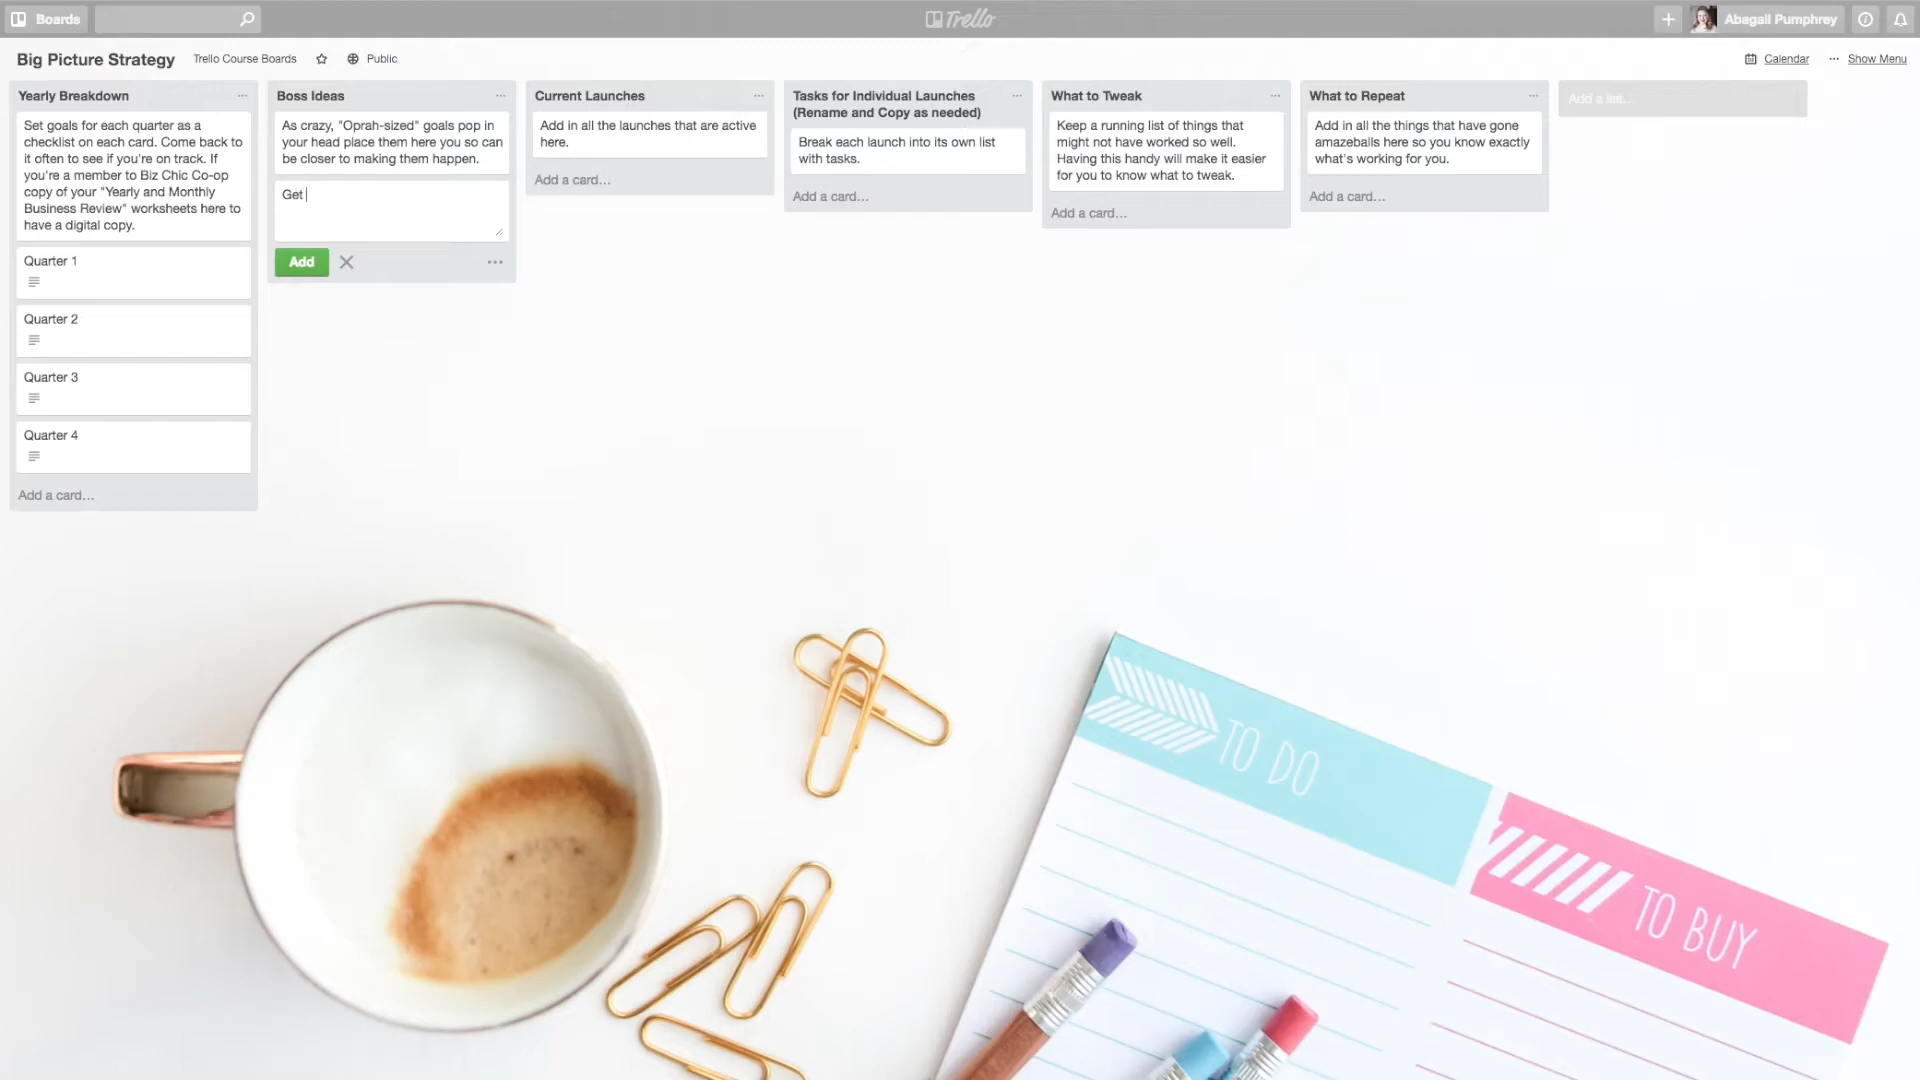 Boards
Trello
Abagail Pumphrey
Big Picture Strategy
Trello Course Boards
Public
Calendar
Show Menu
Yearly Breakdown
Set goals for each quarter as a
checklist on each card. Come back to
it often to see if you're on track. If
you're a member to Biz Chic Co-op
copy of your "Yearly and Monthly
Business Review" worksheets here to
have a digital copy.
Quarter 1
Quarter 2
Quarter 3
Quarter 4
Add a card...
Boss Ideas
As crazy, "Oprah-sized" goals pop in
your head place them here you so can
be closer to making them happen.
Get
Add
Current Launches
Add in all the launches that are active
here.
Add a card...
Tasks for Individual Launches
(Rename and Copy as needed)
Break each launch into its own list
with tasks.
Add a card...
What to Tweak
Keep a running list of things that
might not have worked so well.
Having this handy will make it easier
for you to know what to tweak.
Add a card...
What to Repeat
Add in all the things that have gone
amazeballs here so you know exactly
what's working for you.
Add a card...
Add a list...
TO DO
TO BUY